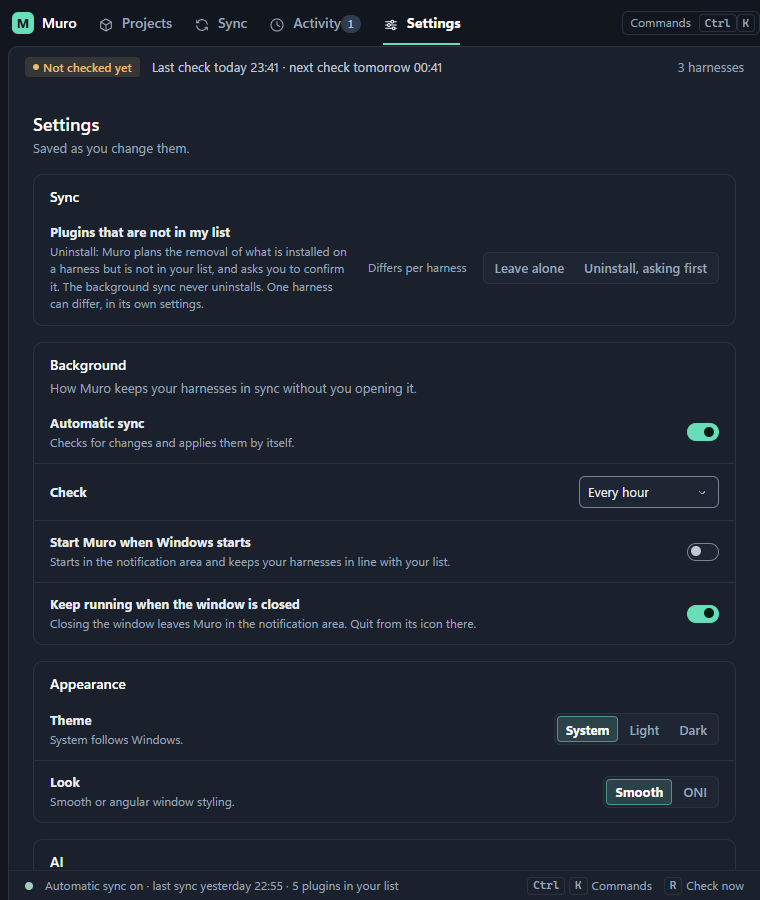 M Muro Projects Sync Activity 1 Settings Commands Ctrl K
Not checked yet Last check today 23:41 · next check tomorrow 00:41 3 harnesses
Settings
Saved as you change them.
Sync
Plugins that are not in my list
Uninstall: Muro plans the removal of what is installed on
a harness but is not in your list, and asks you to confirm
it. The background sync never uninstalls. One harness
can differ, in its own settings.
Differs per harness Leave alone Uninstall, asking first
Background
How Muro keeps your harnesses in sync without you opening it.
Automatic sync
Checks for changes and applies them by itself.
Check Every hour
Start Muro when Windows starts
Starts in the notification area and keeps your harnesses in line with your list.
Keep running when the window is closed
Closing the window leaves Muro in the notification area. Quit from its icon there.
Appearance
Theme
System follows Windows.
System Light Dark
Look
Smooth or angular window styling.
Smooth ONI
AI
Automatic sync on · last sync yesterday 22:55 · 5 plugins in your list Ctrl K Commands R Check now